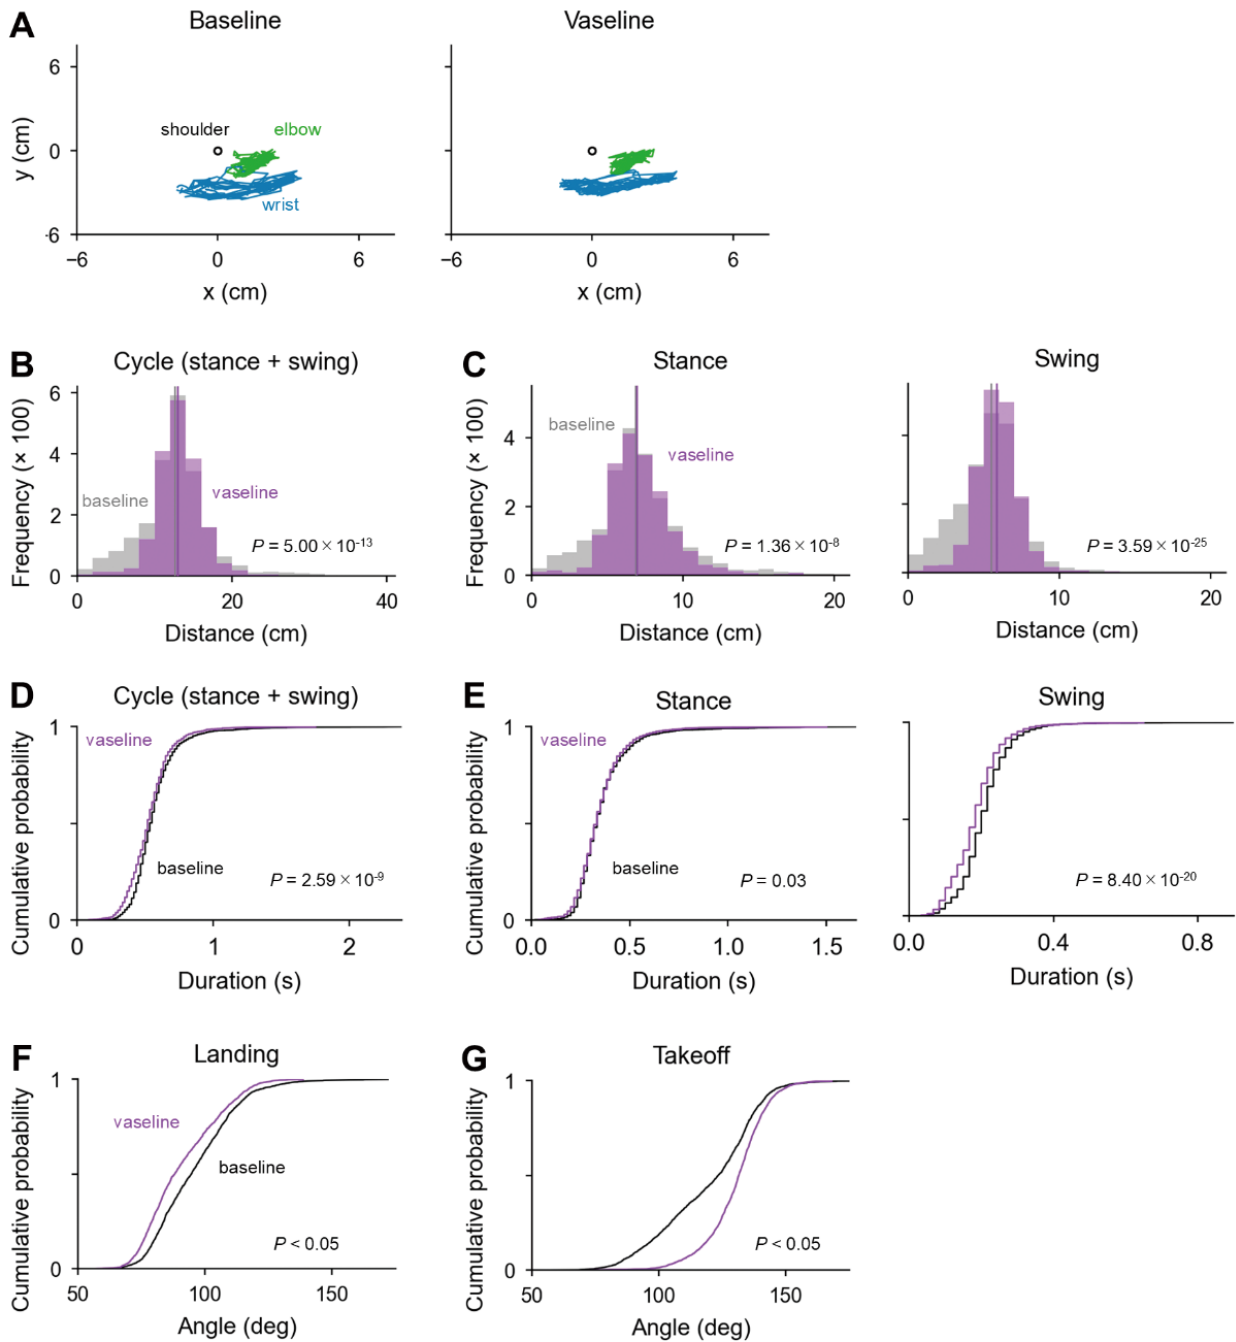 A
Baseline
Vaseline
6
0
-6
y (cm)
shoulder
elbow
wrist
−6
0
6
x (cm)
−6
0
6
x (cm)
B
Cycle (stance + swing)
6
4
2
0
Frequency (× 100)
baseline
vaseline
P = 5.00 × 10-13
0
20
40
Distance (cm)
C
Stance
4
2
0
Frequency (× 100)
baseline
vaseline
P = 1.36 × 10-8
0
10
20
Distance (cm)
Swing
P = 3.59 × 10-25
0
10
20
Distance (cm)
D
Cycle (stance + swing)
1
0
Cumulative probability
vaseline
baseline
P = 2.59 × 10-9
0
1
2
Duration (s)
E
Stance
1
0
Cumulative probability
vaseline
baseline
P = 0.03
0.0
0.5
1.0
1.5
Duration (s)
Swing
P = 8.40 × 10-20
0.0
0.4
0.8
Duration (s)
F
Landing
1
0
Cumulative probability
vaseline
baseline
P < 0.05
50
100
150
Angle (deg)
G
Takeoff
1
0
Cumulative probability
P < 0.05
50
100
150
Angle (deg)